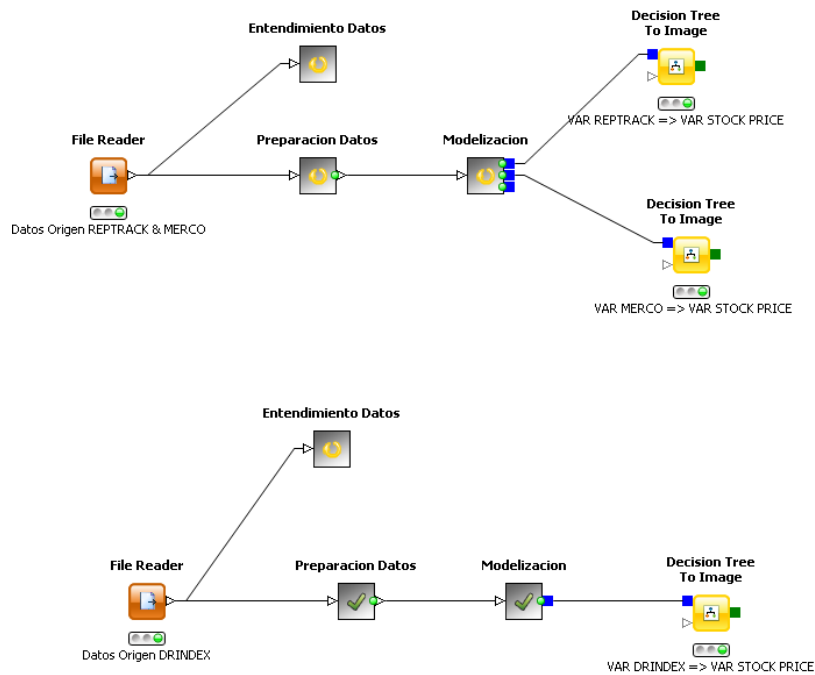 Decision Tree
To Image
Entendimiento Datos
VAR REPTRACK => VAR STOCK PRICE
File Reader
Preparacion Datos
Modelizacion
Datos Origen REPTRACK & MERCO
Decision Tree
To Image
VAR MERCO => VAR STOCK PRICE
Entendimiento Datos
File Reader
Preparacion Datos
Modelizacion
Decision Tree
To Image
Datos Origen DRINDEX
VAR DRINDEX => VAR STOCK PRICE